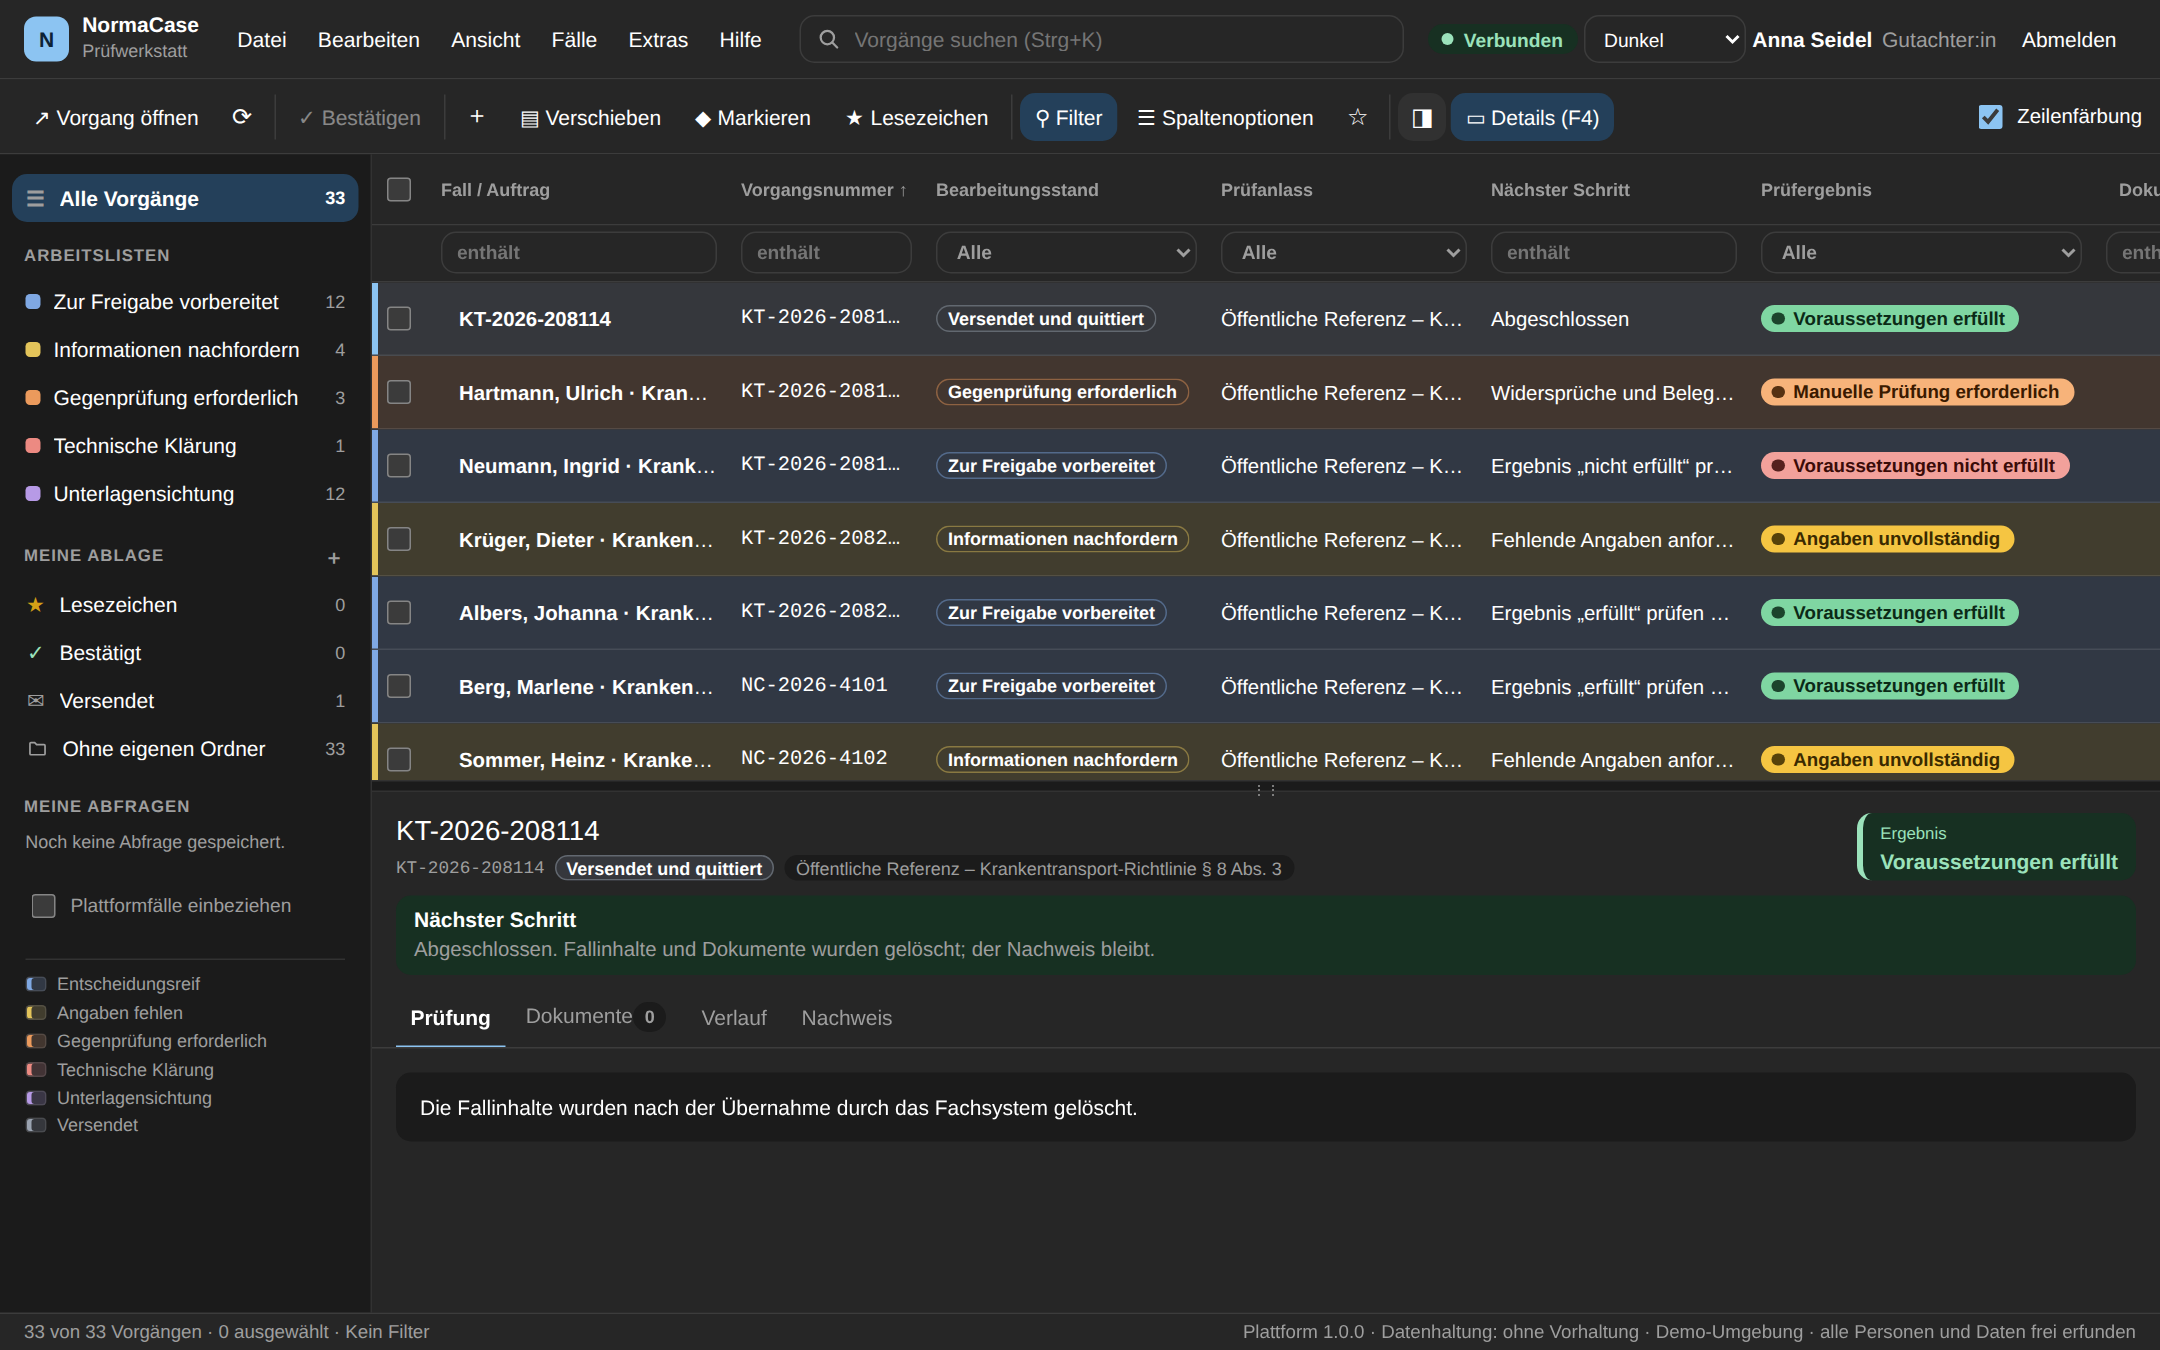 N
NormaCase
Prüfwerkstatt
Datei Bearbeiten Ansicht Fälle Extras Hilfe
Vorgänge suchen (Strg+K)
Verbunden
Dunkel
Anna Seidel Gutachter:in
Abmelden
↗ Vorgang öffnen ⟳ ✓ Bestätigen + ▤ Verschieben ◆ Markieren ★ Lesezeichen ⚲ Filter ☰ Spaltenoptionen ☆ ◨ ▭ Details (F4) Zeilenfärbung
☰ Alle Vorgänge 33
ARBEITSLISTEN
Zur Freigabe vorbereitet 12
Informationen nachfordern 4
Gegenprüfung erforderlich 3
Technische Klärung 1
Unterlagensichtung 12
MEINE ABLAGE +
★ Lesezeichen 0
✓ Bestätigt 0
✉ Versendet 1
Ohne eigenen Ordner 33
MEINE ABFRAGEN
Noch keine Abfrage gespeichert.
Plattformfälle einbeziehen
Entscheidungsreif
Angaben fehlen
Gegenprüfung erforderlich
Technische Klärung
Unterlagensichtung
Versendet
Fall / Auftrag Vorgangsnummer ↑ Bearbeitungsstand Prüfanlass Nächster Schritt Prüfergebnis Doku
enthält enthält Alle Alle enthält Alle enth
KT-2026-208114 KT-2026-2081… Versendet und quittiert Öffentliche Referenz – K… Abgeschlossen Voraussetzungen erfüllt
Hartmann, Ulrich · Kran… KT-2026-2081… Gegenprüfung erforderlich Öffentliche Referenz – K… Widersprüche und Beleg… Manuelle Prüfung erforderlich
Neumann, Ingrid · Krank… KT-2026-2081… Zur Freigabe vorbereitet Öffentliche Referenz – K… Ergebnis „nicht erfüllt“ pr… Voraussetzungen nicht erfüllt
Krüger, Dieter · Kranken… KT-2026-2082… Informationen nachfordern Öffentliche Referenz – K… Fehlende Angaben anfor… Angaben unvollständig
Albers, Johanna · Krank… KT-2026-2082… Zur Freigabe vorbereitet Öffentliche Referenz – K… Ergebnis „erfüllt“ prüfen … Voraussetzungen erfüllt
Berg, Marlene · Kranken… NC-2026-4101 Zur Freigabe vorbereitet Öffentliche Referenz – K… Ergebnis „erfüllt“ prüfen … Voraussetzungen erfüllt
Sommer, Heinz · Kranke… NC-2026-4102 Informationen nachfordern Öffentliche Referenz – K… Fehlende Angaben anfor… Angaben unvollständig
KT-2026-208114
KT-2026-208114 Versendet und quittiert Öffentliche Referenz – Krankentransport-Richtlinie § 8 Abs. 3
Ergebnis
Voraussetzungen erfüllt
Nächster Schritt
Abgeschlossen. Fallinhalte und Dokumente wurden gelöscht; der Nachweis bleibt.
Prüfung Dokumente 0 Verlauf Nachweis
Die Fallinhalte wurden nach der Übernahme durch das Fachsystem gelöscht.
33 von 33 Vorgängen · 0 ausgewählt · Kein Filter
Plattform 1.0.0 · Datenhaltung: ohne Vorhaltung · Demo-Umgebung · alle Personen und Daten frei erfunden